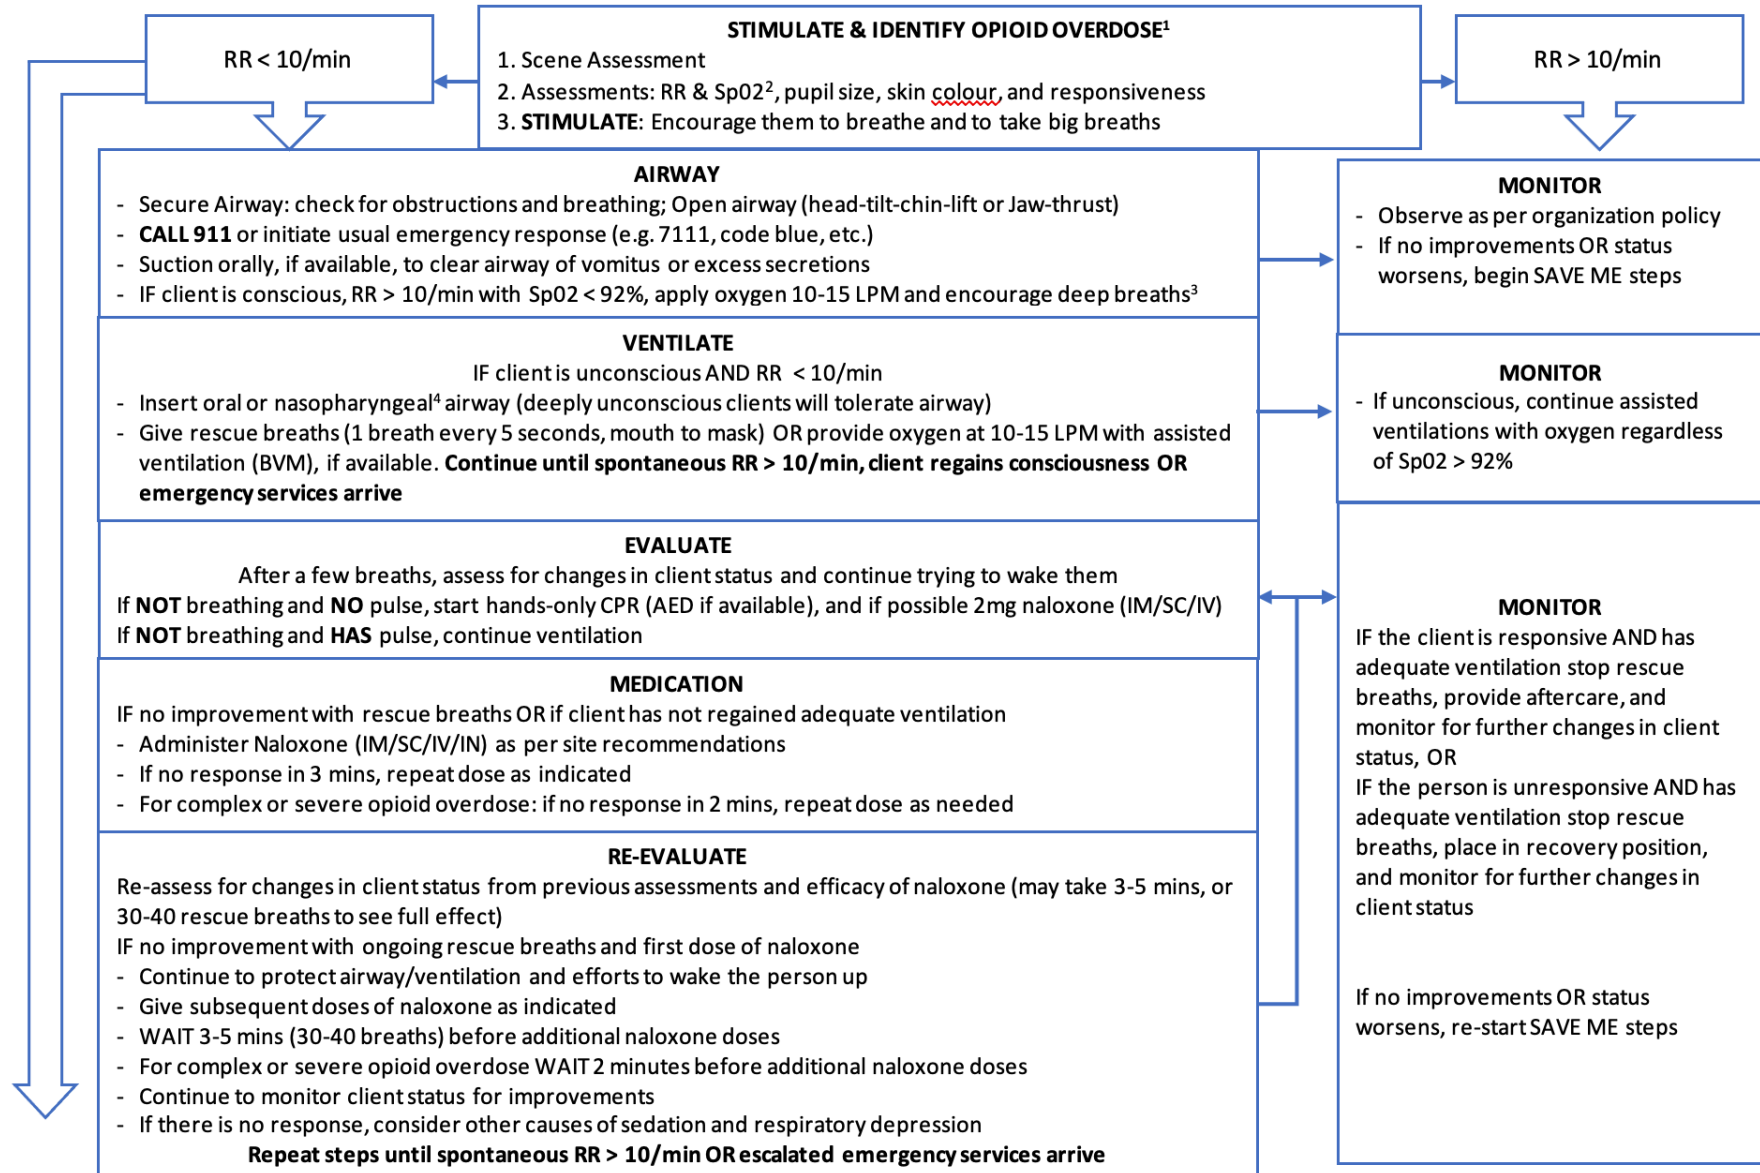 RR < 10/min
STIMULATE & IDENTIFY OPIOID OVERDOSE¹
1. Scene Assessment
2. Assessments: RR & Sp02², pupil size, skin colour, and responsiveness
3. STIMULATE: Encourage them to breathe and to take big breaths
RR > 10/min
AIRWAY
- Secure Airway: check for obstructions and breathing; Open airway (head-tilt-chin-lift or Jaw-thrust)
- CALL 911 or initiate usual emergency response (e.g. 7111, code blue, etc.)
- Suction orally, if available, to clear airway of vomitus or excess secretions
- IF client is conscious, RR > 10/min with Sp02 < 92%, apply oxygen 10-15 LPM and encourage deep breaths³
MONITOR
- Observe as per organization policy
- If no improvements OR status
worsens, begin SAVE ME steps
VENTILATE
IF client is unconscious AND RR < 10/min
- Insert oral or nasopharyngeal⁴ airway (deeply unconscious clients will tolerate airway)
- Give rescue breaths (1 breath every 5 seconds, mouth to mask) OR provide oxygen at 10-15 LPM with assisted
ventilation (BVM), if available. Continue until spontaneous RR > 10/min, client regains consciousness OR
emergency services arrive
MONITOR
- If unconscious, continue assisted
ventilations with oxygen regardless
of Sp02 > 92%
EVALUATE
After a few breaths, assess for changes in client status and continue trying to wake them
If NOT breathing and NO pulse, start hands-only CPR (AED if available), and if possible 2mg naloxone (IM/SC/IV)
If NOT breathing and HAS pulse, continue ventilation
MEDICATION
IF no improvement with rescue breaths OR if client has not regained adequate ventilation
- Administer Naloxone (IM/SC/IV/IN) as per site recommendations
- If no response in 3 mins, repeat dose as indicated
- For complex or severe opioid overdose: if no response in 2 mins, repeat dose as needed
RE-EVALUATE
Re-assess for changes in client status from previous assessments and efficacy of naloxone (may take 3-5 mins, or
30-40 rescue breaths to see full effect)
IF no improvement with ongoing rescue breaths and first dose of naloxone
- Continue to protect airway/ventilation and efforts to wake the person up
- Give subsequent doses of naloxone as indicated
- WAIT 3-5 mins (30-40 breaths) before additional naloxone doses
- For complex or severe opioid overdose WAIT 2 minutes before additional naloxone doses
- Continue to monitor client status for improvements
- If there is no response, consider other causes of sedation and respiratory depression
Repeat steps until spontaneous RR > 10/min OR escalated emergency services arrive
MONITOR
IF the client is responsive AND has
adequate ventilation stop rescue
breaths, provide aftercare, and
monitor for further changes in client
status, OR
IF the person is unresponsive AND has
adequate ventilation stop rescue
breaths, place in recovery position,
and monitor for further changes in
client status
If no improvements OR status
worsens, re-start SAVE ME steps